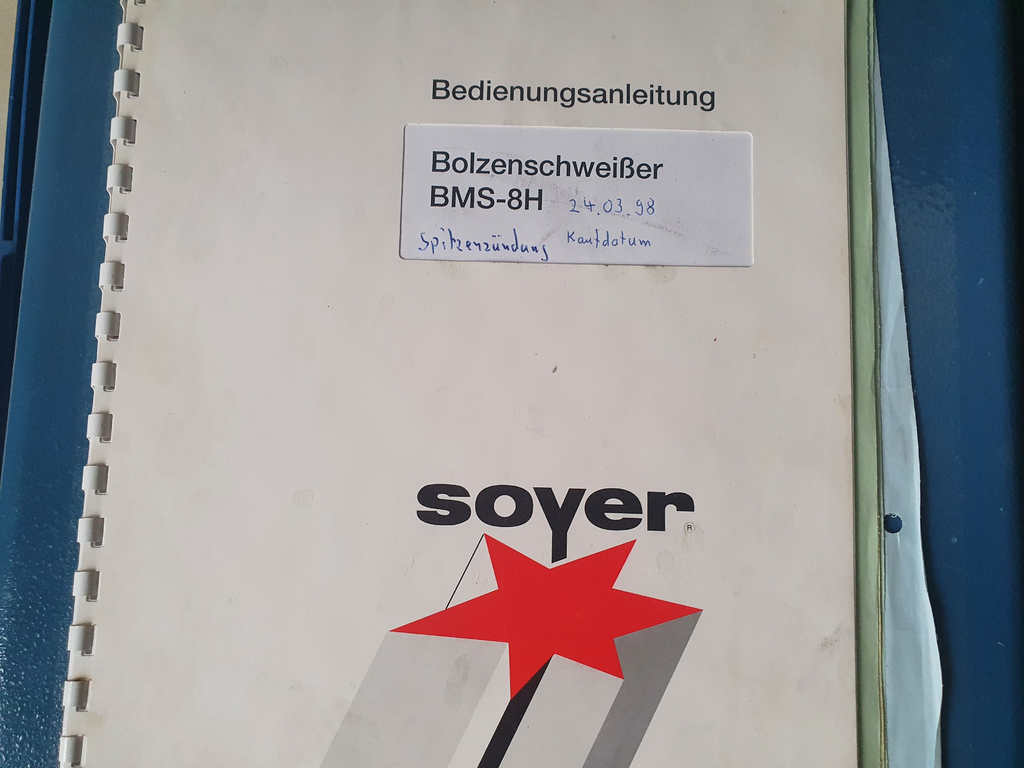 Bedienungsanleitung
Bolzenschweißer
BMS-8H 24.03.98
Spitzenzündung Kaufdatum
soyer ®